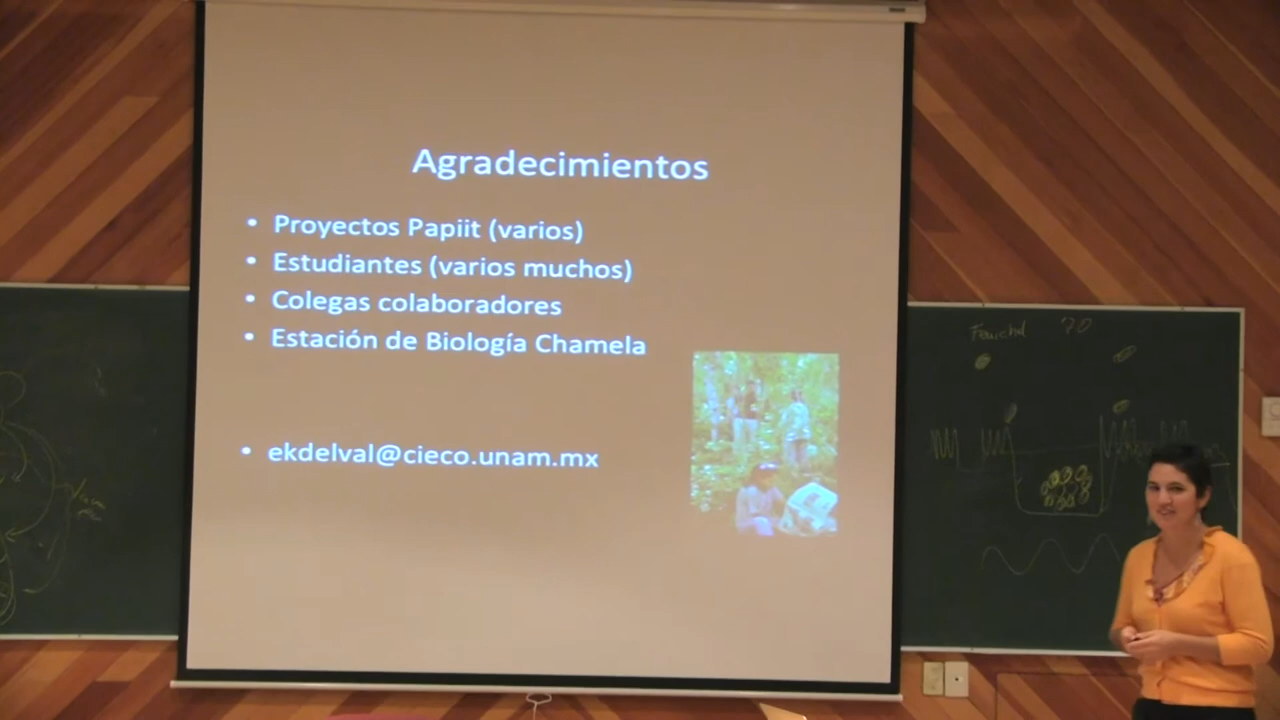 Agradecimientos
• Proyectos Papiit (varios)
• Estudiantes (varios muchos)
• Colegas colaboradores
• Estación de Biología Chamela
• ekdelval@cieco.unam.mx